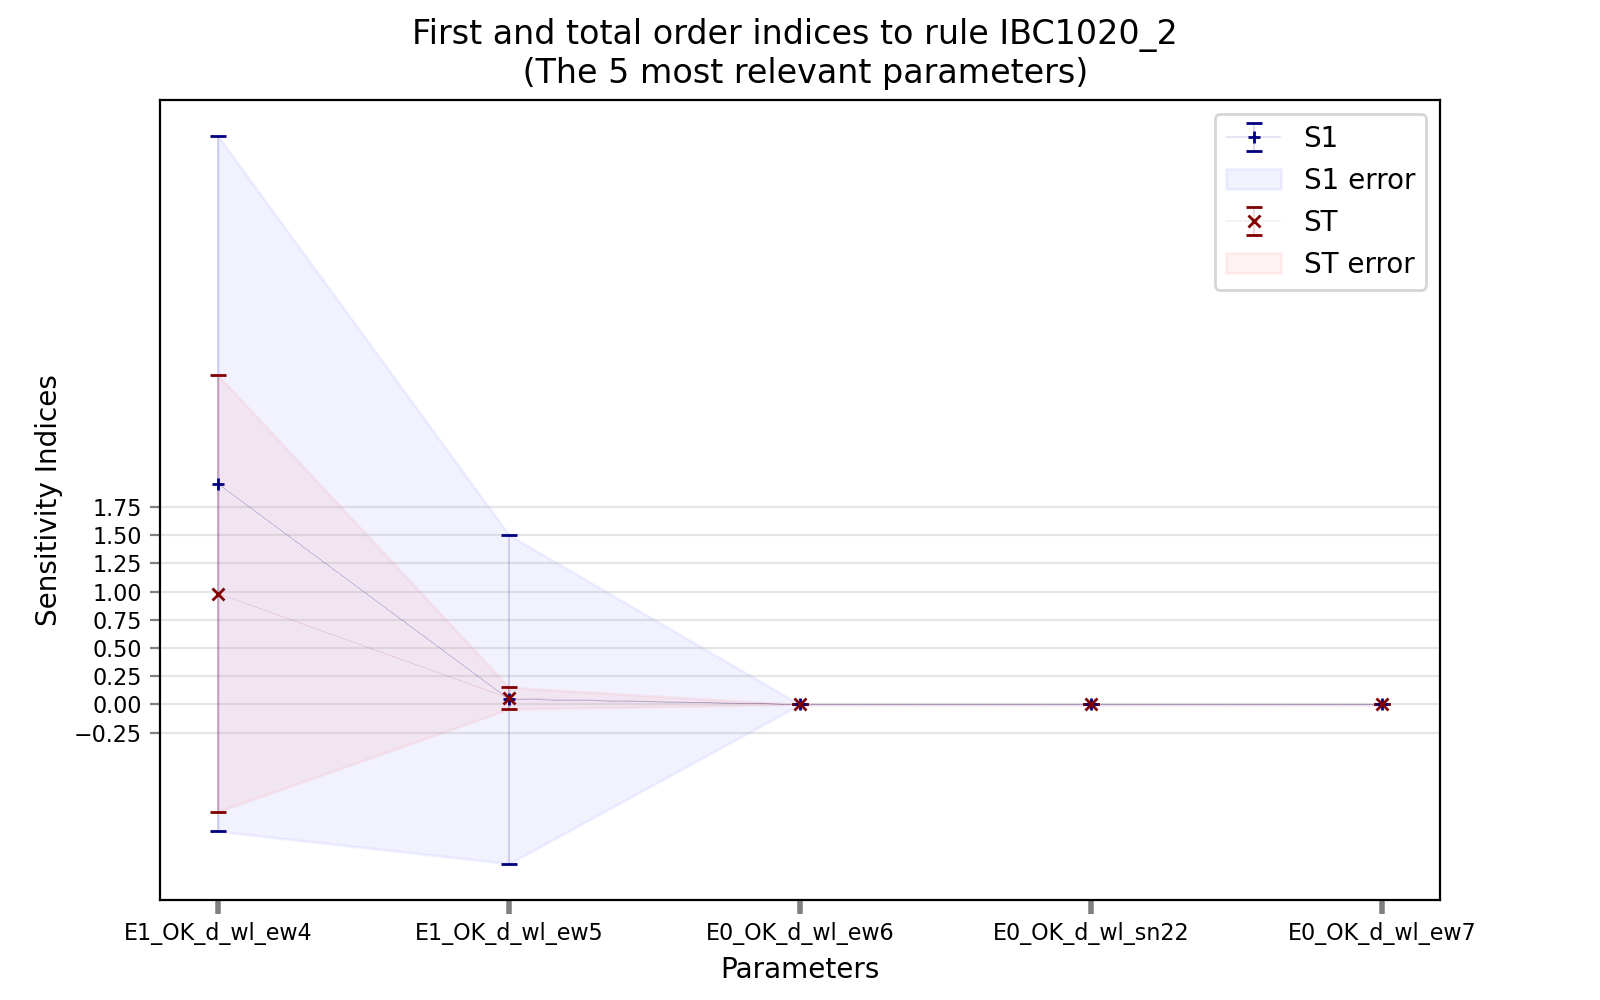 First and total order indices to rule IBC1020_2
(The 5 most relevant parameters)
S1
S1 error
ST
ST error
Sensitivity Indices
1.75
1.50
1.25
1.00
0.75
0.50
0.25
0.00
−0.25
E1_OK_d_wl_ew4
E1_OK_d_wl_ew5
E0_OK_d_wl_ew6
E0_OK_d_wl_sn22
E0_OK_d_wl_ew7
Parameters